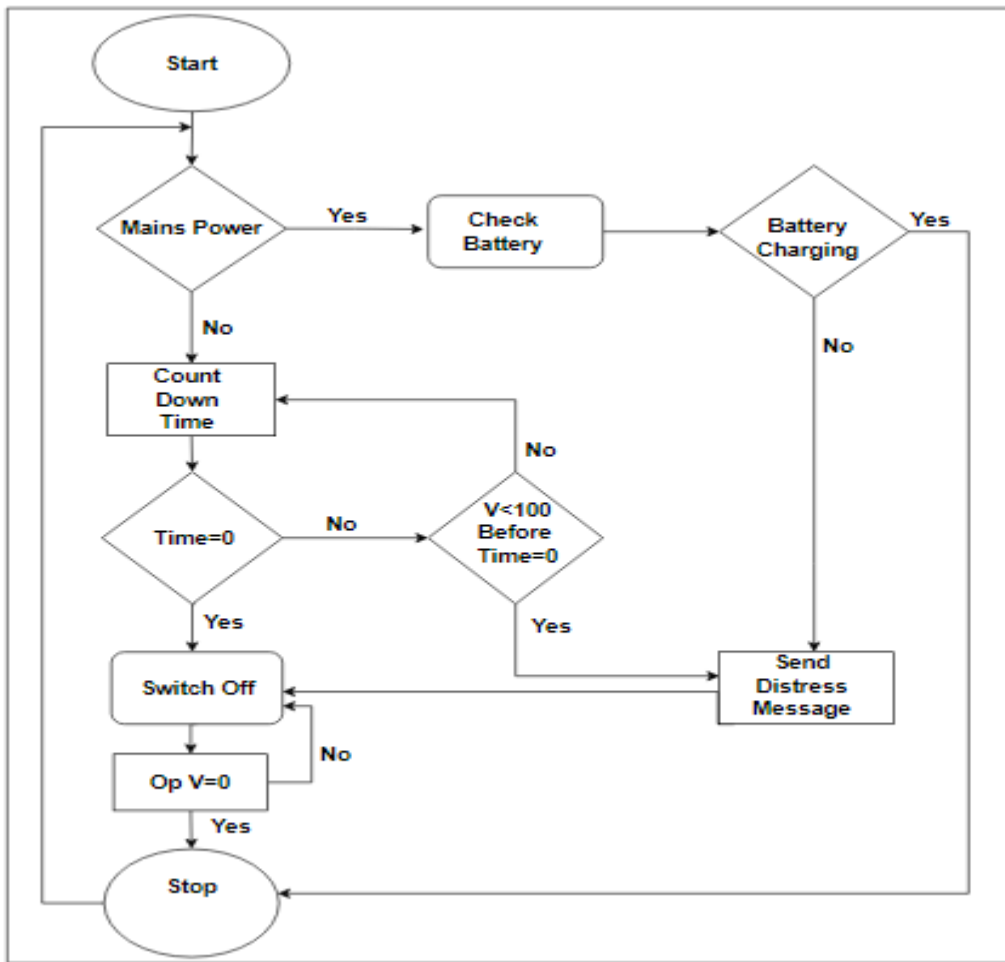 Start
Mains Power
Yes
Check
Battery
Battery
Charging
Yes
No
No
Count
Down
Time
No
Time=0
No
V<100
Before
Time=0
Yes
Yes
Switch Off
Send
Distress
Message
No
Op V=0
Yes
Stop